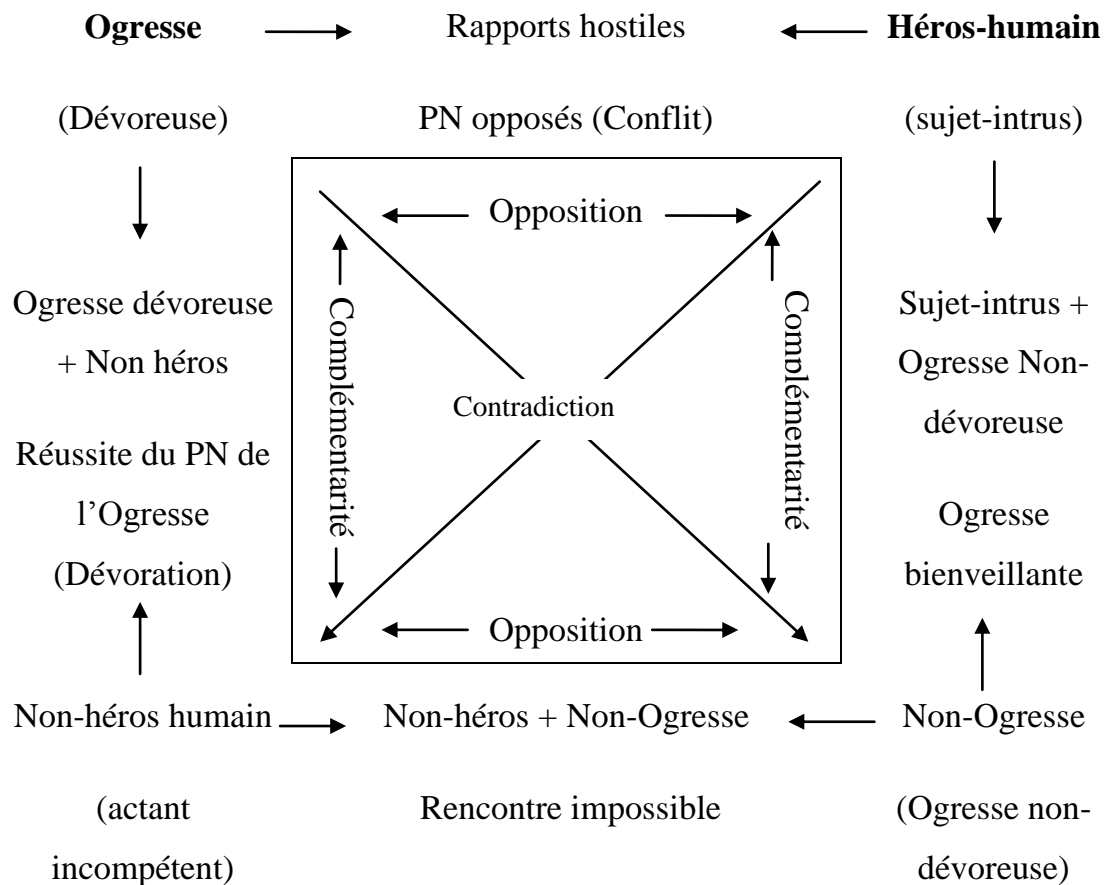 Ogresse Rapports hostiles Héros-humain
(Dévoreuse) PN opposés (Conflit) (sujet-intrus)
Opposition
Complémentarité
Complémentarité
Ogresse dévoreuse
+ Non héros
Sujet-intrus +
Ogresse Non-
dévoreuse
Contradiction
Réussite du PN de
l’Ogresse
(Dévoration)
Ogresse
bienveillante
Opposition
Non-héros humain Non-héros + Non-Ogresse Non-Ogresse
(actant
incompétent)
Rencontre impossible
(Ogresse non-
dévoreuse)